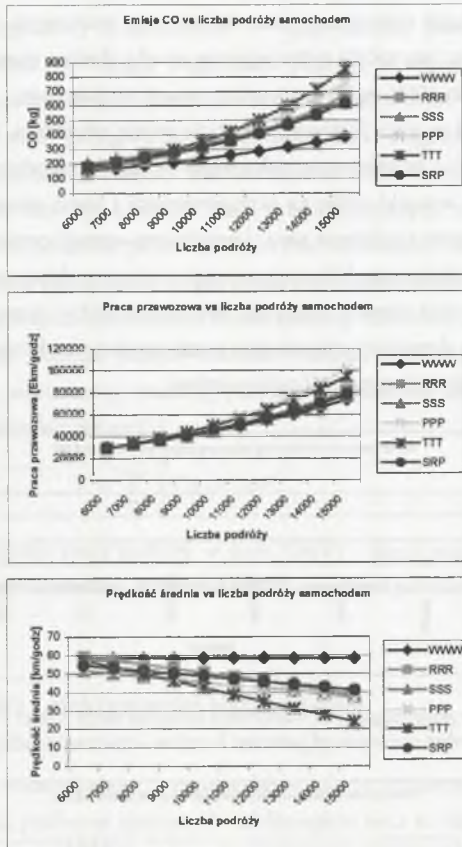 Emisje CO vs liczba podróży samochodem
CO [kg]
900
800
700
600
500
400
300
200
100
0
6000
7000
8000
9000
10000
11000
12000
13000
14000
15000
Liczba podróży
WWW
RRR
SSS
PPP
TTT
SRP
Praca przewozowa vs liczba podróży samochodem
Praca przewozowa [Ekm/godz]
120000
100000
80000
60000
40000
20000
0
6000
7000
8000
9000
10000
11000
12000
13000
14000
15000
Liczba podróży
WWW
RRR
SSS
PPP
TTT
SRP
Prędkość średnia vs liczba podróży samochodem
Prędkość średnia [km/godz]
70
60
50
40
30
20
10
0
6000
7000
8000
9000
10000
11000
12000
13000
14000
15000
Liczba podróży
WWW
RRR
SSS
PPP
TTT
SRP